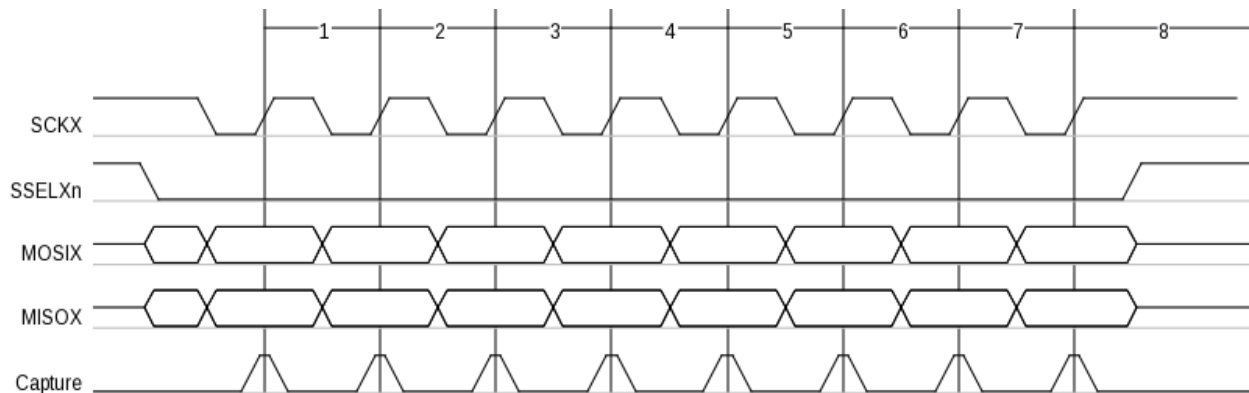 1 2 3 4 5 6 7 8
SCKX
SSELXn
MOSIX
MISOX
Capture